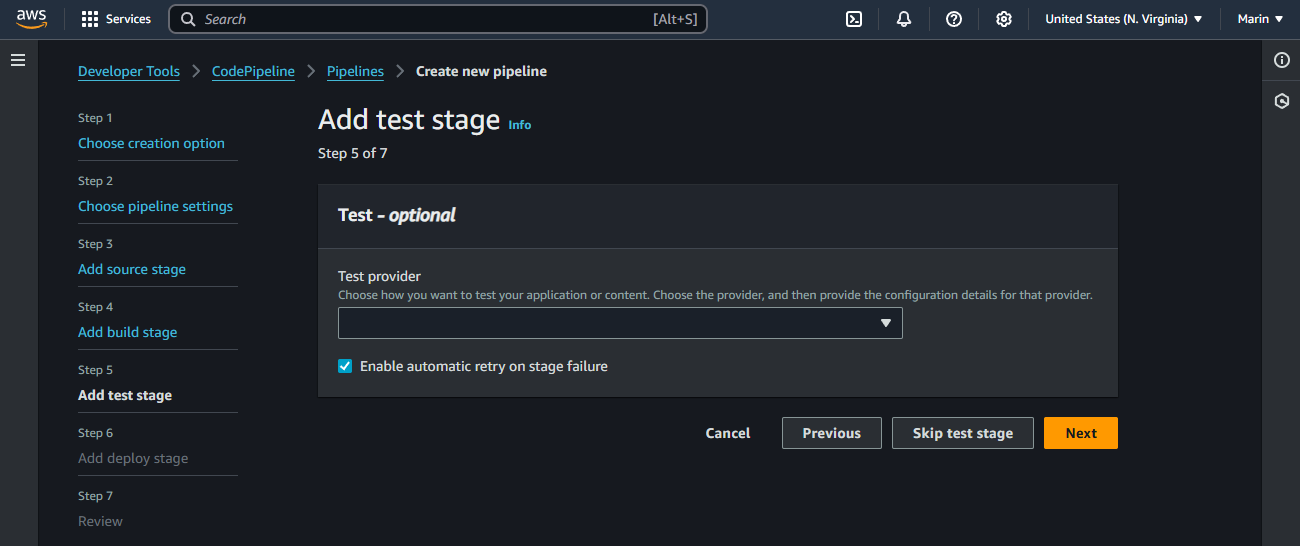 aws Services Search [Alt+S] United States (N. Virginia) Marin
Developer Tools CodePipeline Pipelines Create new pipeline
Step 1
Choose creation option
Step 2
Choose pipeline settings
Step 3
Add source stage
Step 4
Add build stage
Step 5
Add test stage
Step 6
Add deploy stage
Step 7
Review
Add test stage Info
Step 5 of 7
Test - optional
Test provider
Choose how you want to test your application or content. Choose the provider, and then provide the configuration details for that provider.
Enable automatic retry on stage failure
Cancel Previous Skip test stage Next